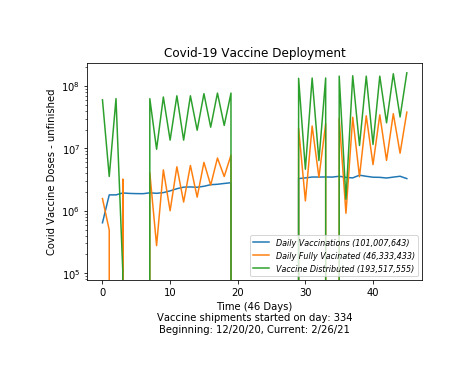 Covid-19 Vaccine Deployment
Covid Vaccine Doses - unfinished
10⁸
10⁷
10⁶
10⁵
0
10
20
30
40
Daily Vaccinations (101,007,643)
Daily Fully Vacinated (46,333,433)
Vaccine Distributed (193,517,555)
Time (46 Days)
Vaccine shipments started on day: 334
Beginning: 12/20/20, Current: 2/26/21